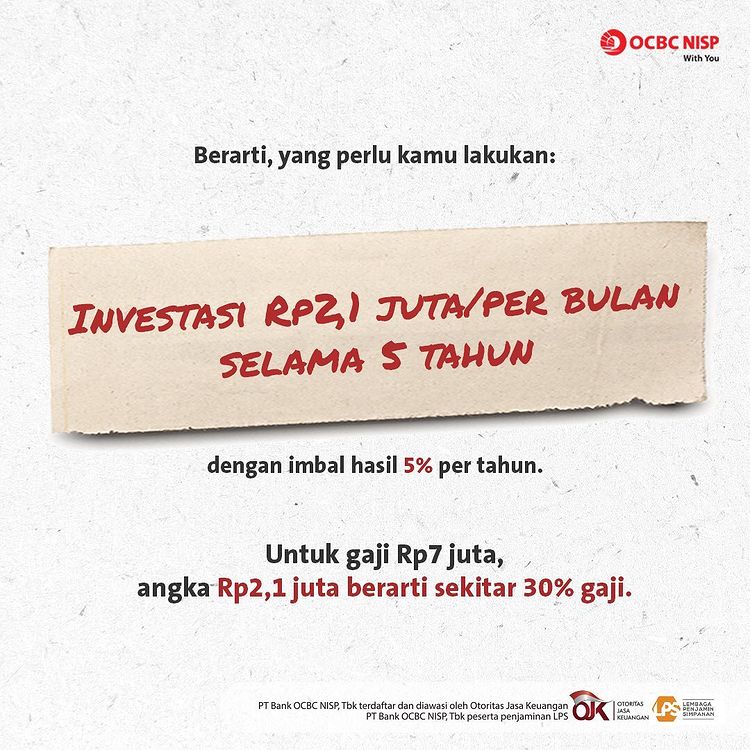 OCBC NISP
With You
Berarti, yang perlu kamu lakukan:
INVESTASI RP2,1 JUTA/PER BULAN
SELAMA 5 TAHUN
dengan imbal hasil 5% per tahun.
Untuk gaji Rp7 juta,
angka Rp2,1 juta berarti sekitar 30% gaji.
PT Bank OCBC NISP, Tbk terdaftar dan diawasi oleh Otoritas Jasa Keuangan
PT Bank OCBC NISP, Tbk peserta penjaminan LPS
OJK
OTORITAS
JASA
KEUANGAN
LPS
LEMBAGA
PENJAMIN
SIMPANAN